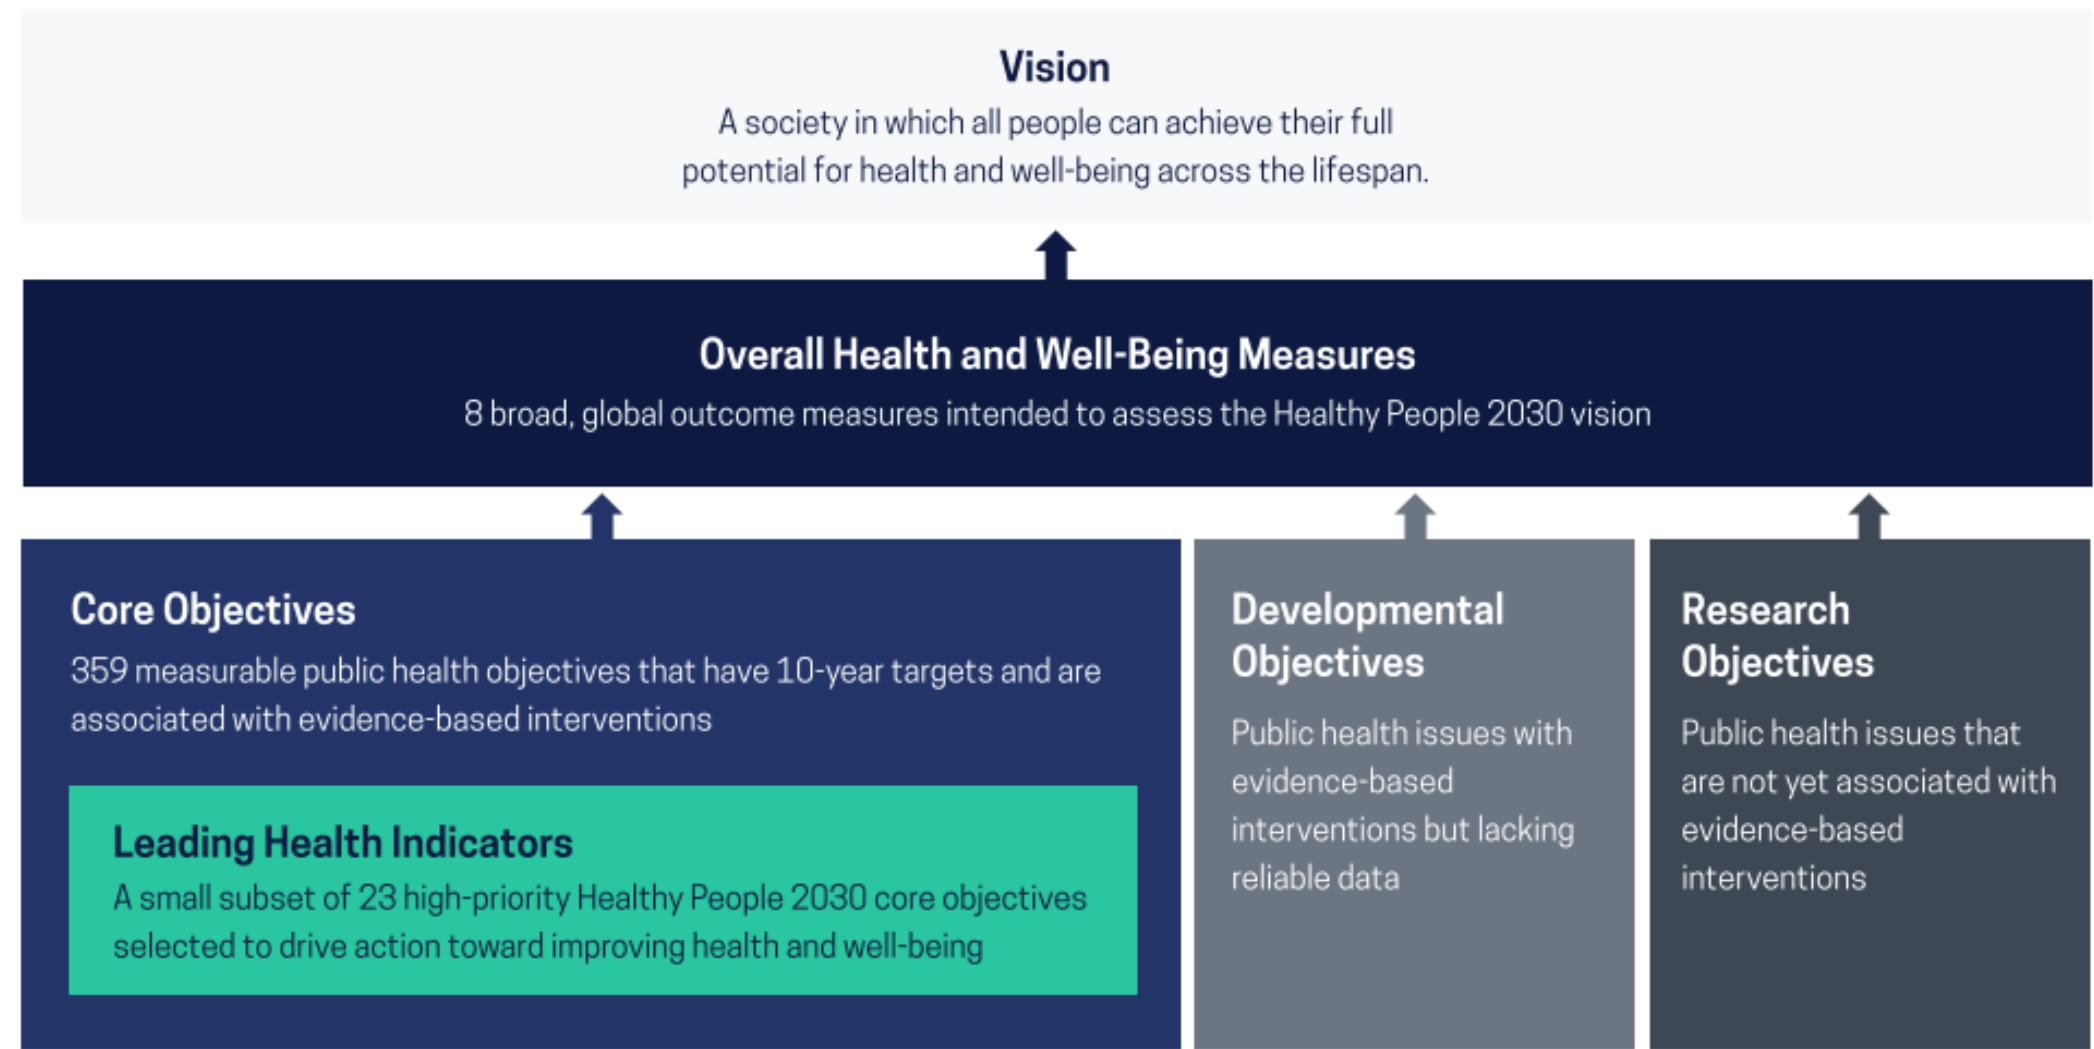 Vision
A society in which all people can achieve their full
potential for health and well-being across the lifespan.
Overall Health and Well-Being Measures
8 broad, global outcome measures intended to assess the Healthy People 2030 vision
Core Objectives
359 measurable public health objectives that have 10-year targets and are
associated with evidence-based interventions
Leading Health Indicators
A small subset of 23 high-priority Healthy People 2030 core objectives
selected to drive action toward improving health and well-being
Developmental
Objectives
Public health issues with
evidence-based
interventions but lacking
reliable data
Research
Objectives
Public health issues that
are not yet associated with
evidence-based
interventions